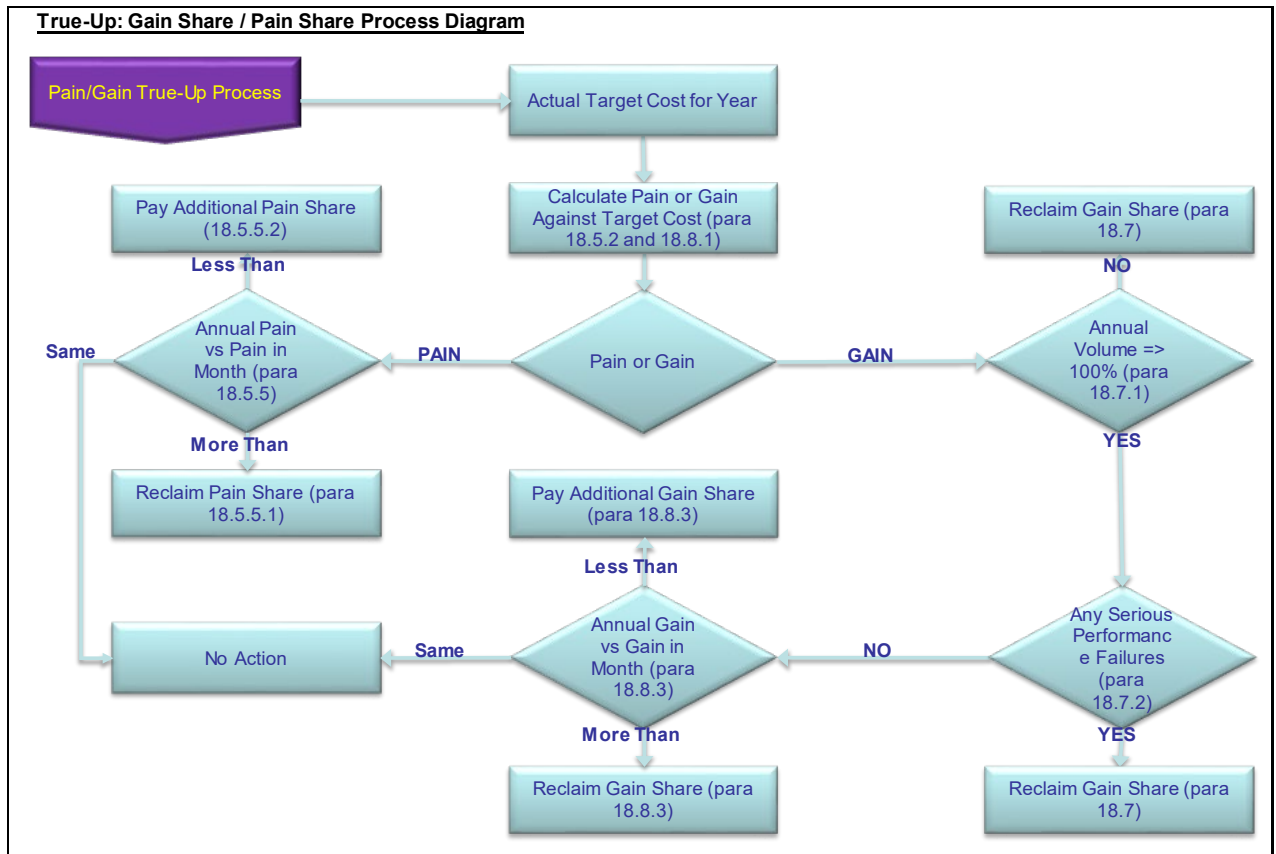 True-Up: Gain Share / Pain Share Process Diagram
Pain/Gain True-Up Process
Actual Target Cost for Year
Pay Additional Pain Share
(18.5.5.2)
Calculate Pain or Gain
Against Target Cost (para
18.5.2 and 18.8.1)
Reclaim Gain Share (para
18.7)
Less Than
NO
Same
Annual Pain
vs Pain in
Month (para
18.5.5)
PAIN
Pain or Gain
GAIN
Annual
Volume =>
100% (para
18.7.1)
More Than
YES
Reclaim Pain Share (para
18.5.5.1)
Pay Additional Gain Share
(para 18.8.3)
Less Than
No Action
Same
Annual Gain
vs Gain in
Month (para
18.8.3)
NO
Any Serious
Performanc
e Failures
(para
18.7.2)
More Than
YES
Reclaim Gain Share (para
18.8.3)
Reclaim Gain Share (para
18.7)